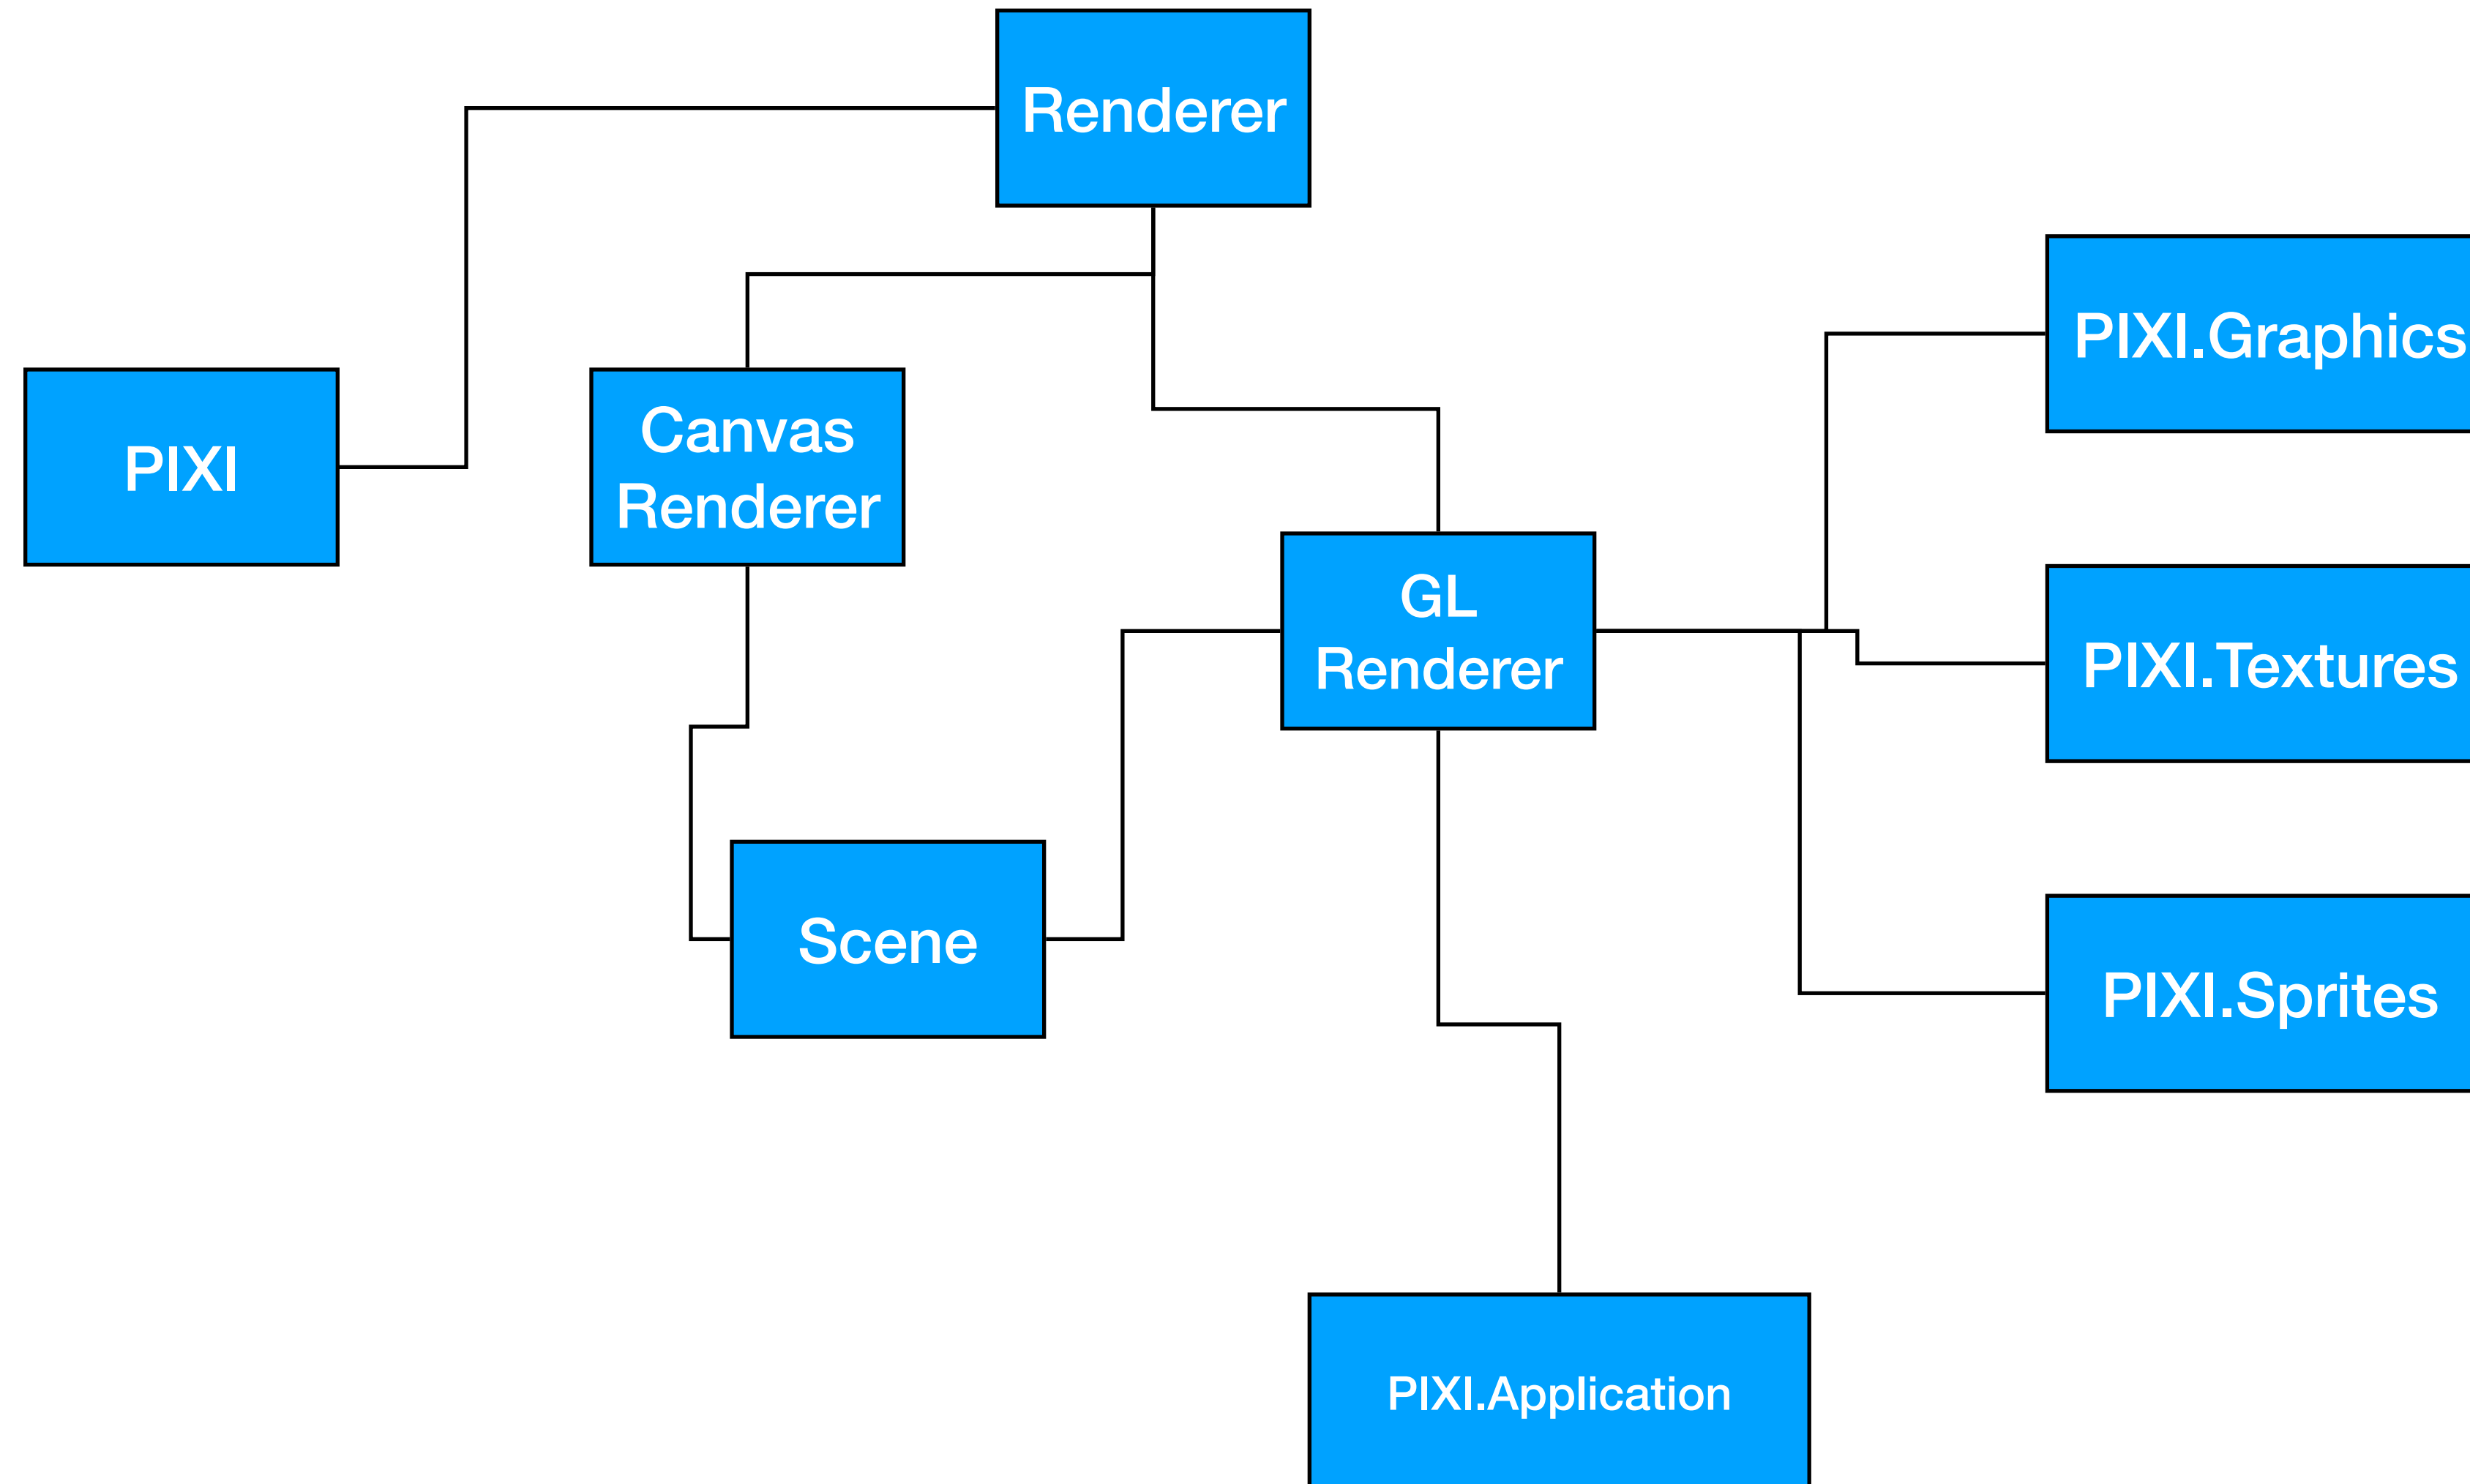 Renderer
PIXI.Graphics
PIXI
Canvas
Renderer
GL
Renderer
PIXI.Textures
Scene
PIXI.Sprites
PIXI.Application